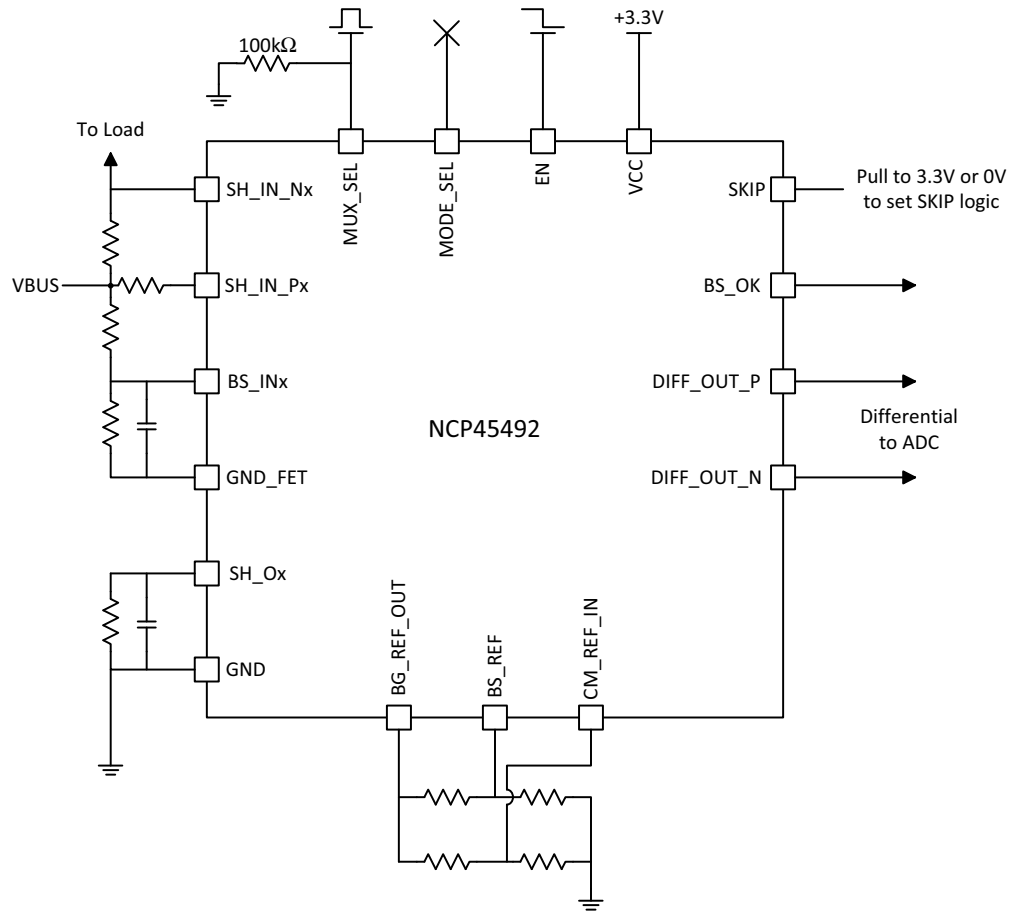 +3.3V
100kΩ
To Load
MUX_SEL
MODE_SEL
EN
VCC
SH_IN_Nx
SKIP
Pull to 3.3V or 0V
to set SKIP logic
VBUS
SH_IN_Px
BS_OK
BS_INx
DIFF_OUT_P
Differential
to ADC
NCP45492
GND_FET
DIFF_OUT_N
SH_Ox
GND
BG_REF_OUT
BS_REF
CM_REF_IN